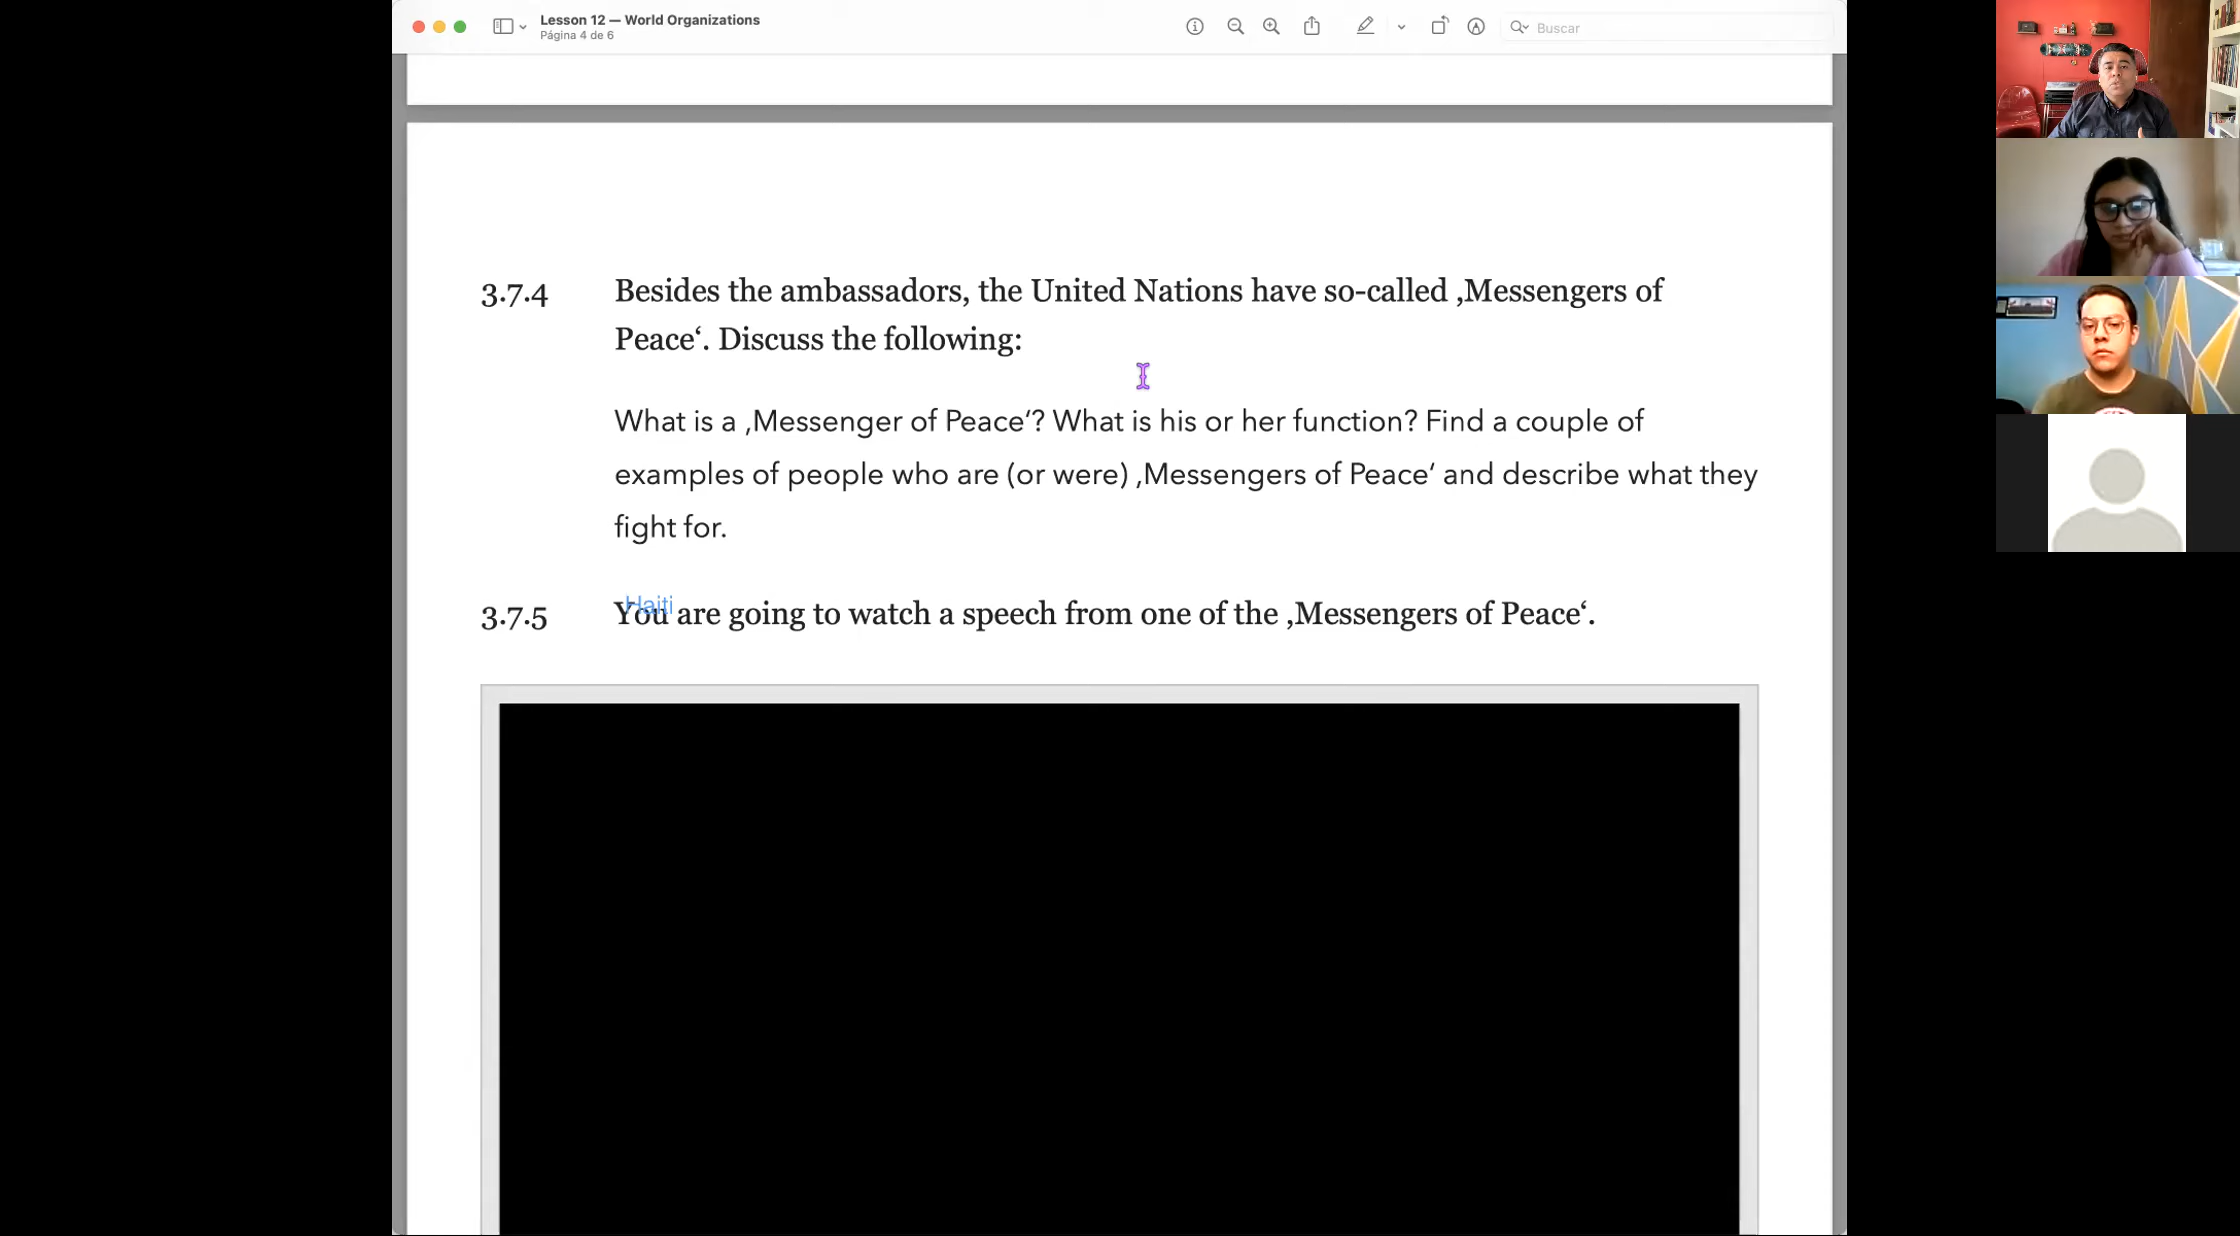 Lesson 12 — World Organizations
Página 4 de 6
Buscar
3.7.4 Besides the ambassadors, the United Nations have so-called ‚Messengers of
Peace‘. Discuss the following:
What is a ‚Messenger of Peace‘? What is his or her function? Find a couple of
examples of people who are (or were) ‚Messengers of Peace‘ and describe what they
fight for.
Haiti
3.7.5 You are going to watch a speech from one of the ‚Messengers of Peace‘.